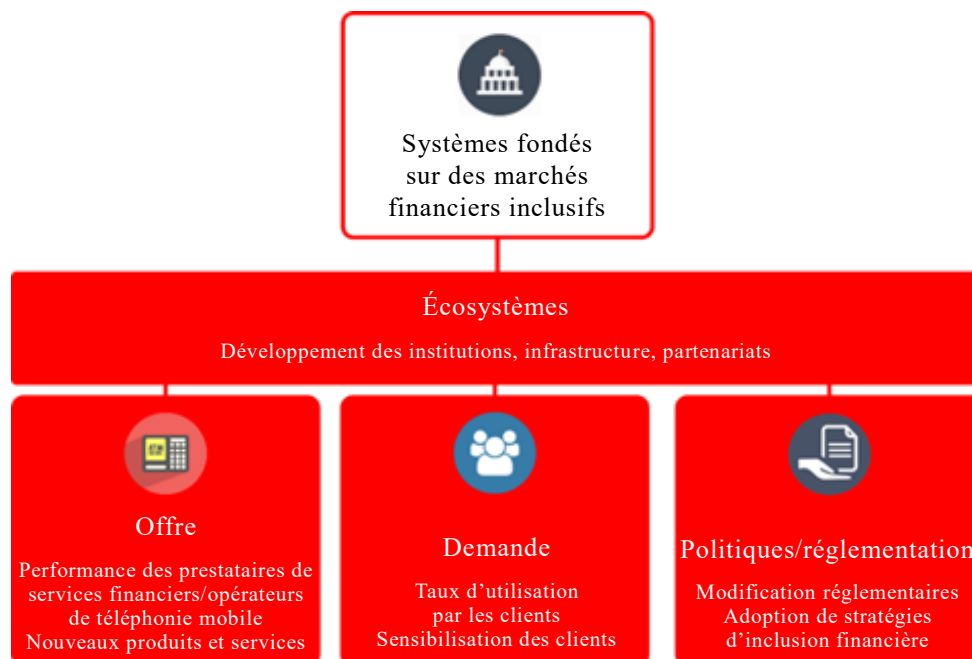 Systèmes fondés
sur des marchés
financiers inclusifs
Écosystèmes
Développement des institutions, infrastructure, partenariats
Offre
Performance des prestataires de
services financiers/opérateurs
de téléphonie mobile
Nouveaux produits et services
Demande
Taux d’utilisation
par les clients
Sensibilisation des clients
Politiques/réglementation
Modification réglementaires
Adoption de stratégies
d’inclusion financière